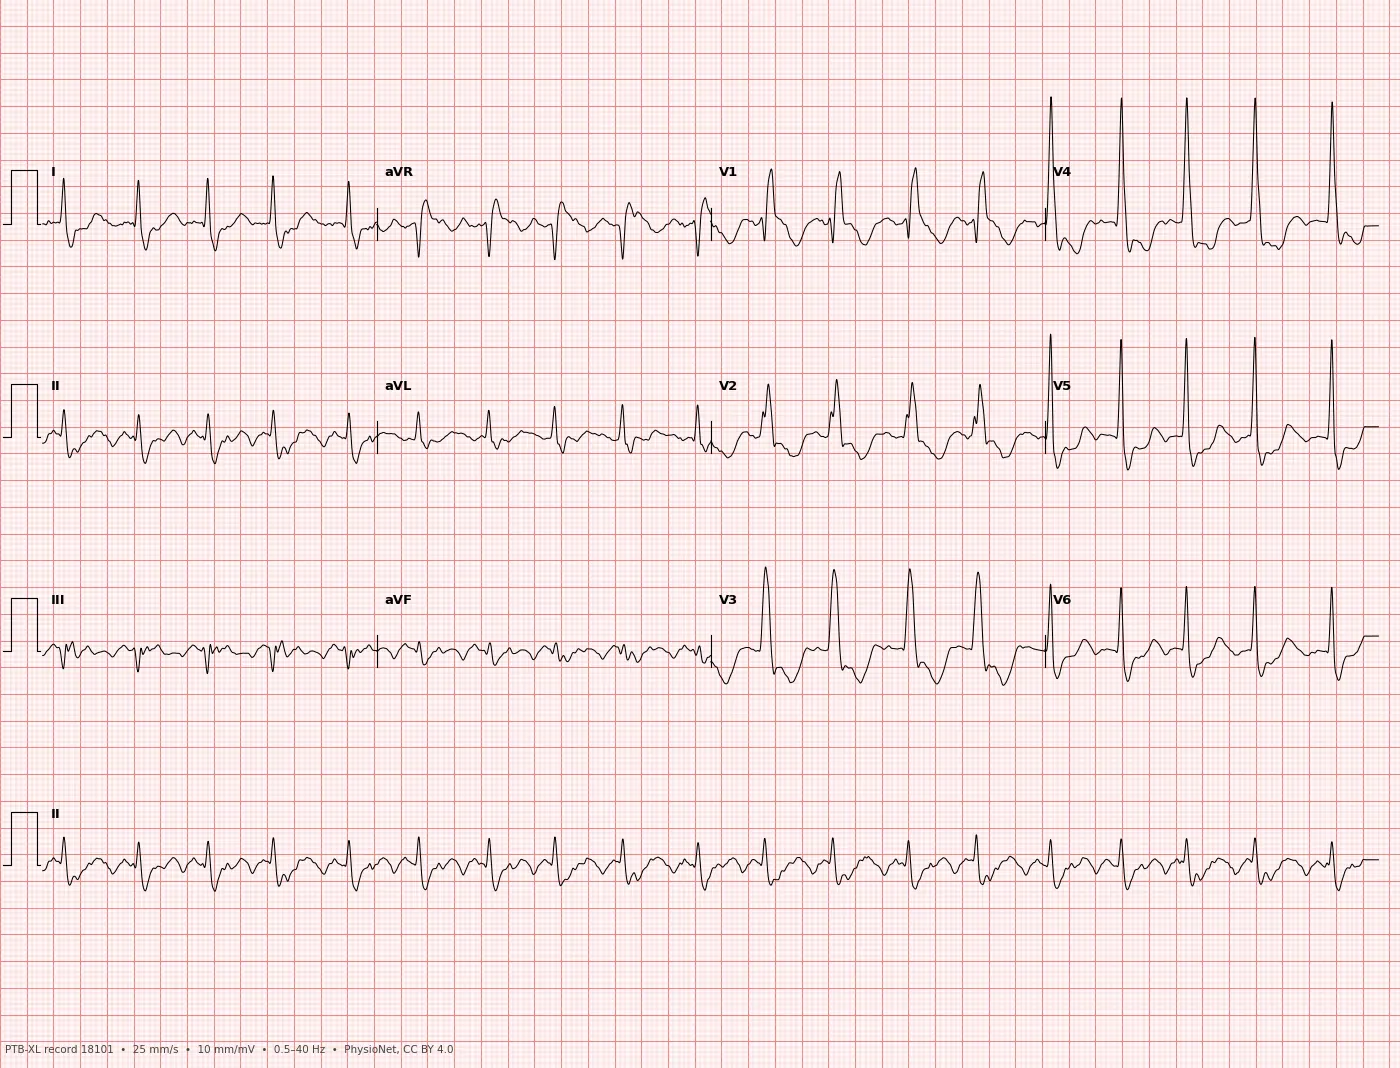 I aVR V1 V4
II aVL V2 V5
III aVF V3 V6
II
PTB-XL record 18101 • 25 mm/s • 10 mm/mV • 0.5–40 Hz • PhysioNet, CC BY 4.0